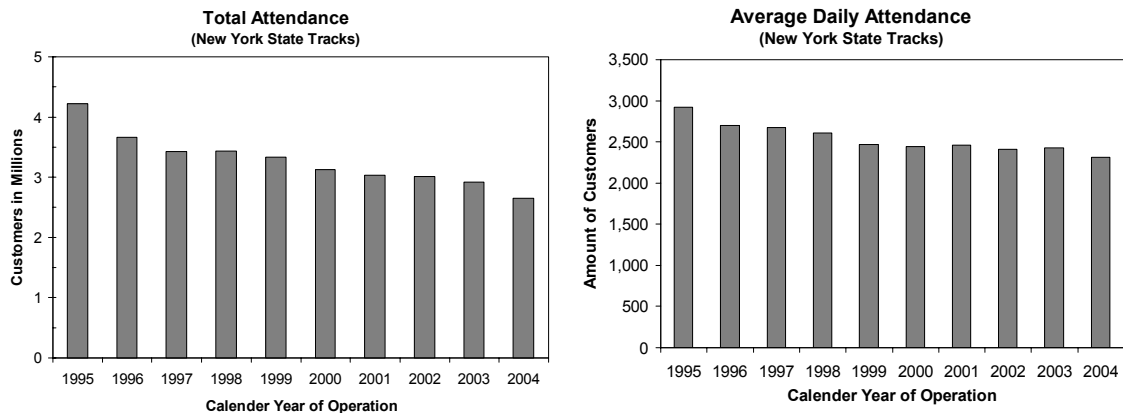 Total Attendance
(New York State Tracks)
Customers in Millions
5
4
3
2
1
0
1995 1996 1997 1998 1999 2000 2001 2002 2003 2004
Calender Year of Operation
Average Daily Attendance
(New York State Tracks)
Amount of Customers
3,500
3,000
2,500
2,000
1,500
1,000
500
0
1995 1996 1997 1998 1999 2000 2001 2002 2003 2004
Calender Year of Operation